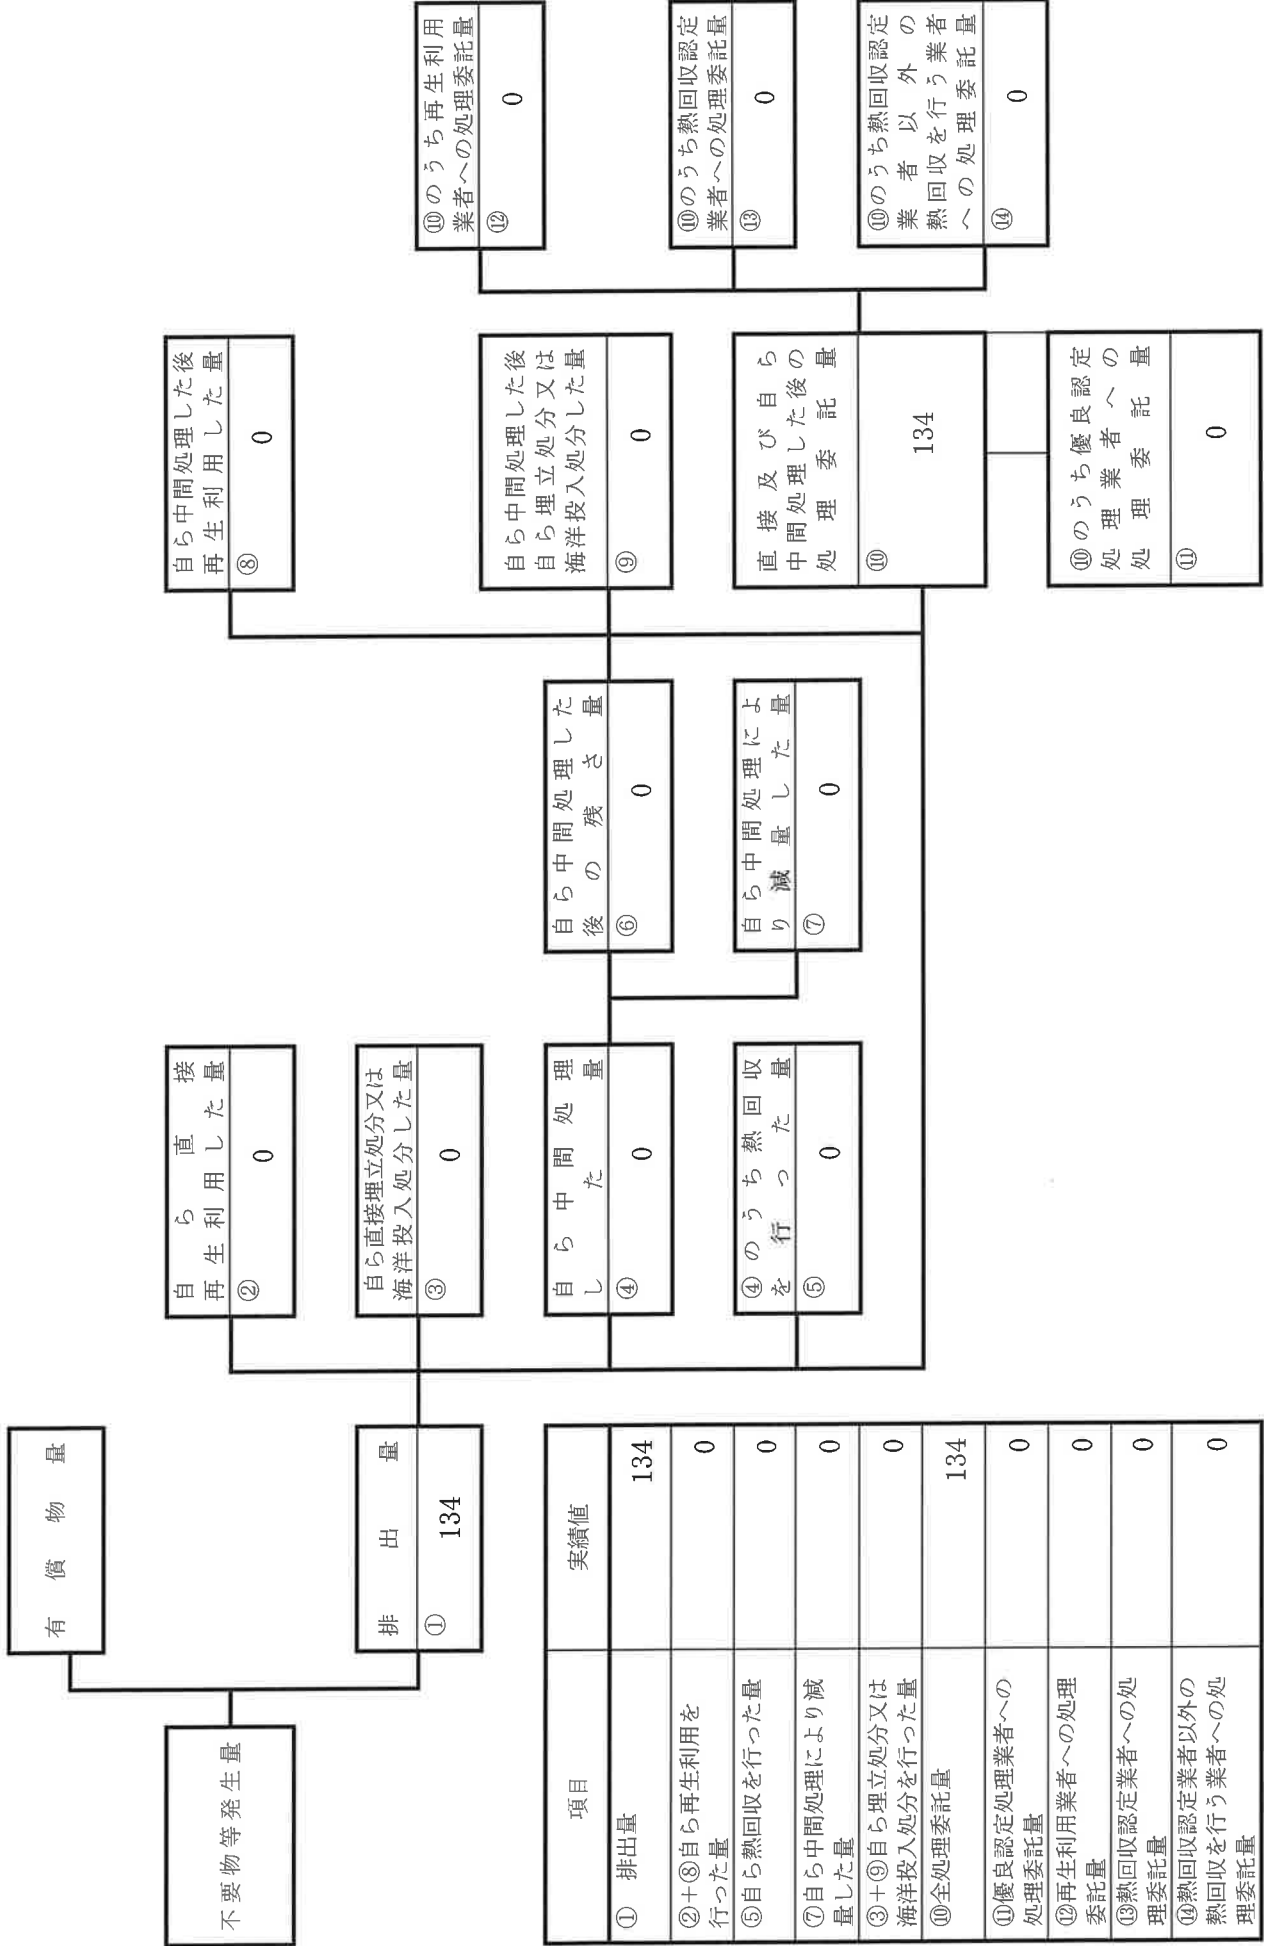 有償物量
不要物等発生量
排出量
①
134
自ら直接
再生利用した量
②
0
自ら直接埋立処分又は
海洋投入処分した量
③
0
自ら中間処理
した量
④
0
④のうち熱回収
を行った量
⑤
0
自ら中間処理した
後の残さ量
⑥
0
自ら中間処理によ
り減量した量
⑦
0
自ら中間処理した後
再生利用した量
⑧
0
自ら中間処理した後
自ら埋立処分又は
海洋投入処分した量
⑨
0
直接及び自ら
中間処理した後の
処理委託量
⑩
134
⑩のうち優良認定
処理業者への
処理委託量
⑪
0
⑩のうち再生利用
業者への処理委託量
⑫
0
⑩のうち熱回収認定
業者への処理委託量
⑬
0
⑩のうち熱回収認定
業者以外の
熱回収を行う業者
への処理委託量
⑭
0
項目 実績値
① 排出量 134
②+⑧自ら再生利用を
行った量 0
⑤自ら熱回収を行った量 0
⑦自ら中間処理により減
量した量 0
③+⑨自ら埋立処分又は
海洋投入処分を行った量 0
⑩全処理委託量 134
⑪優良認定処理業者への
処理委託量 0
⑫再生利用業者への処理
委託量 0
⑬熱回収認定業者への処
理委託量 0
⑭熱回収認定業者以外の
熱回収を行う業者への処
理委託量 0